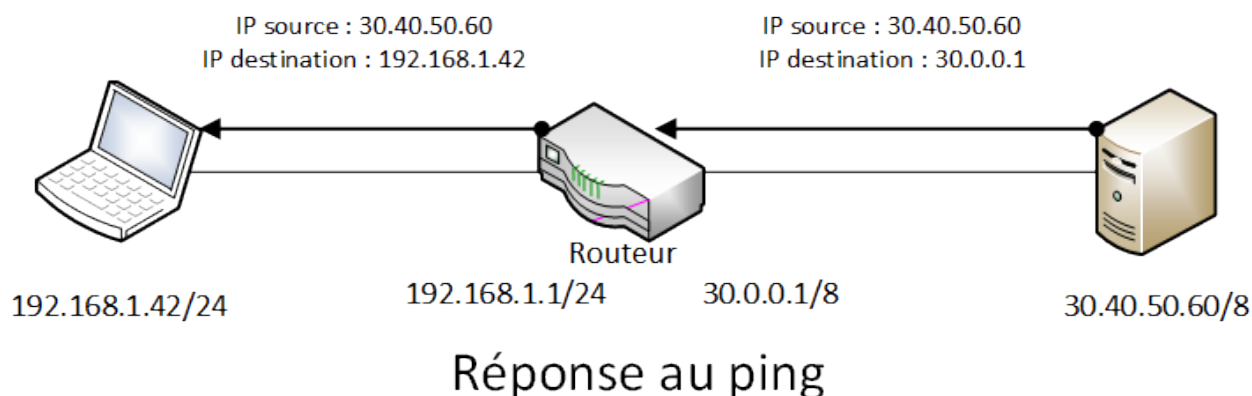 IP source : 30.40.50.60
IP destination : 192.168.1.42
IP source : 30.40.50.60
IP destination : 30.0.0.1
Routeur
192.168.1.42/24
192.168.1.1/24
30.0.0.1/8
30.40.50.60/8
Réponse au ping